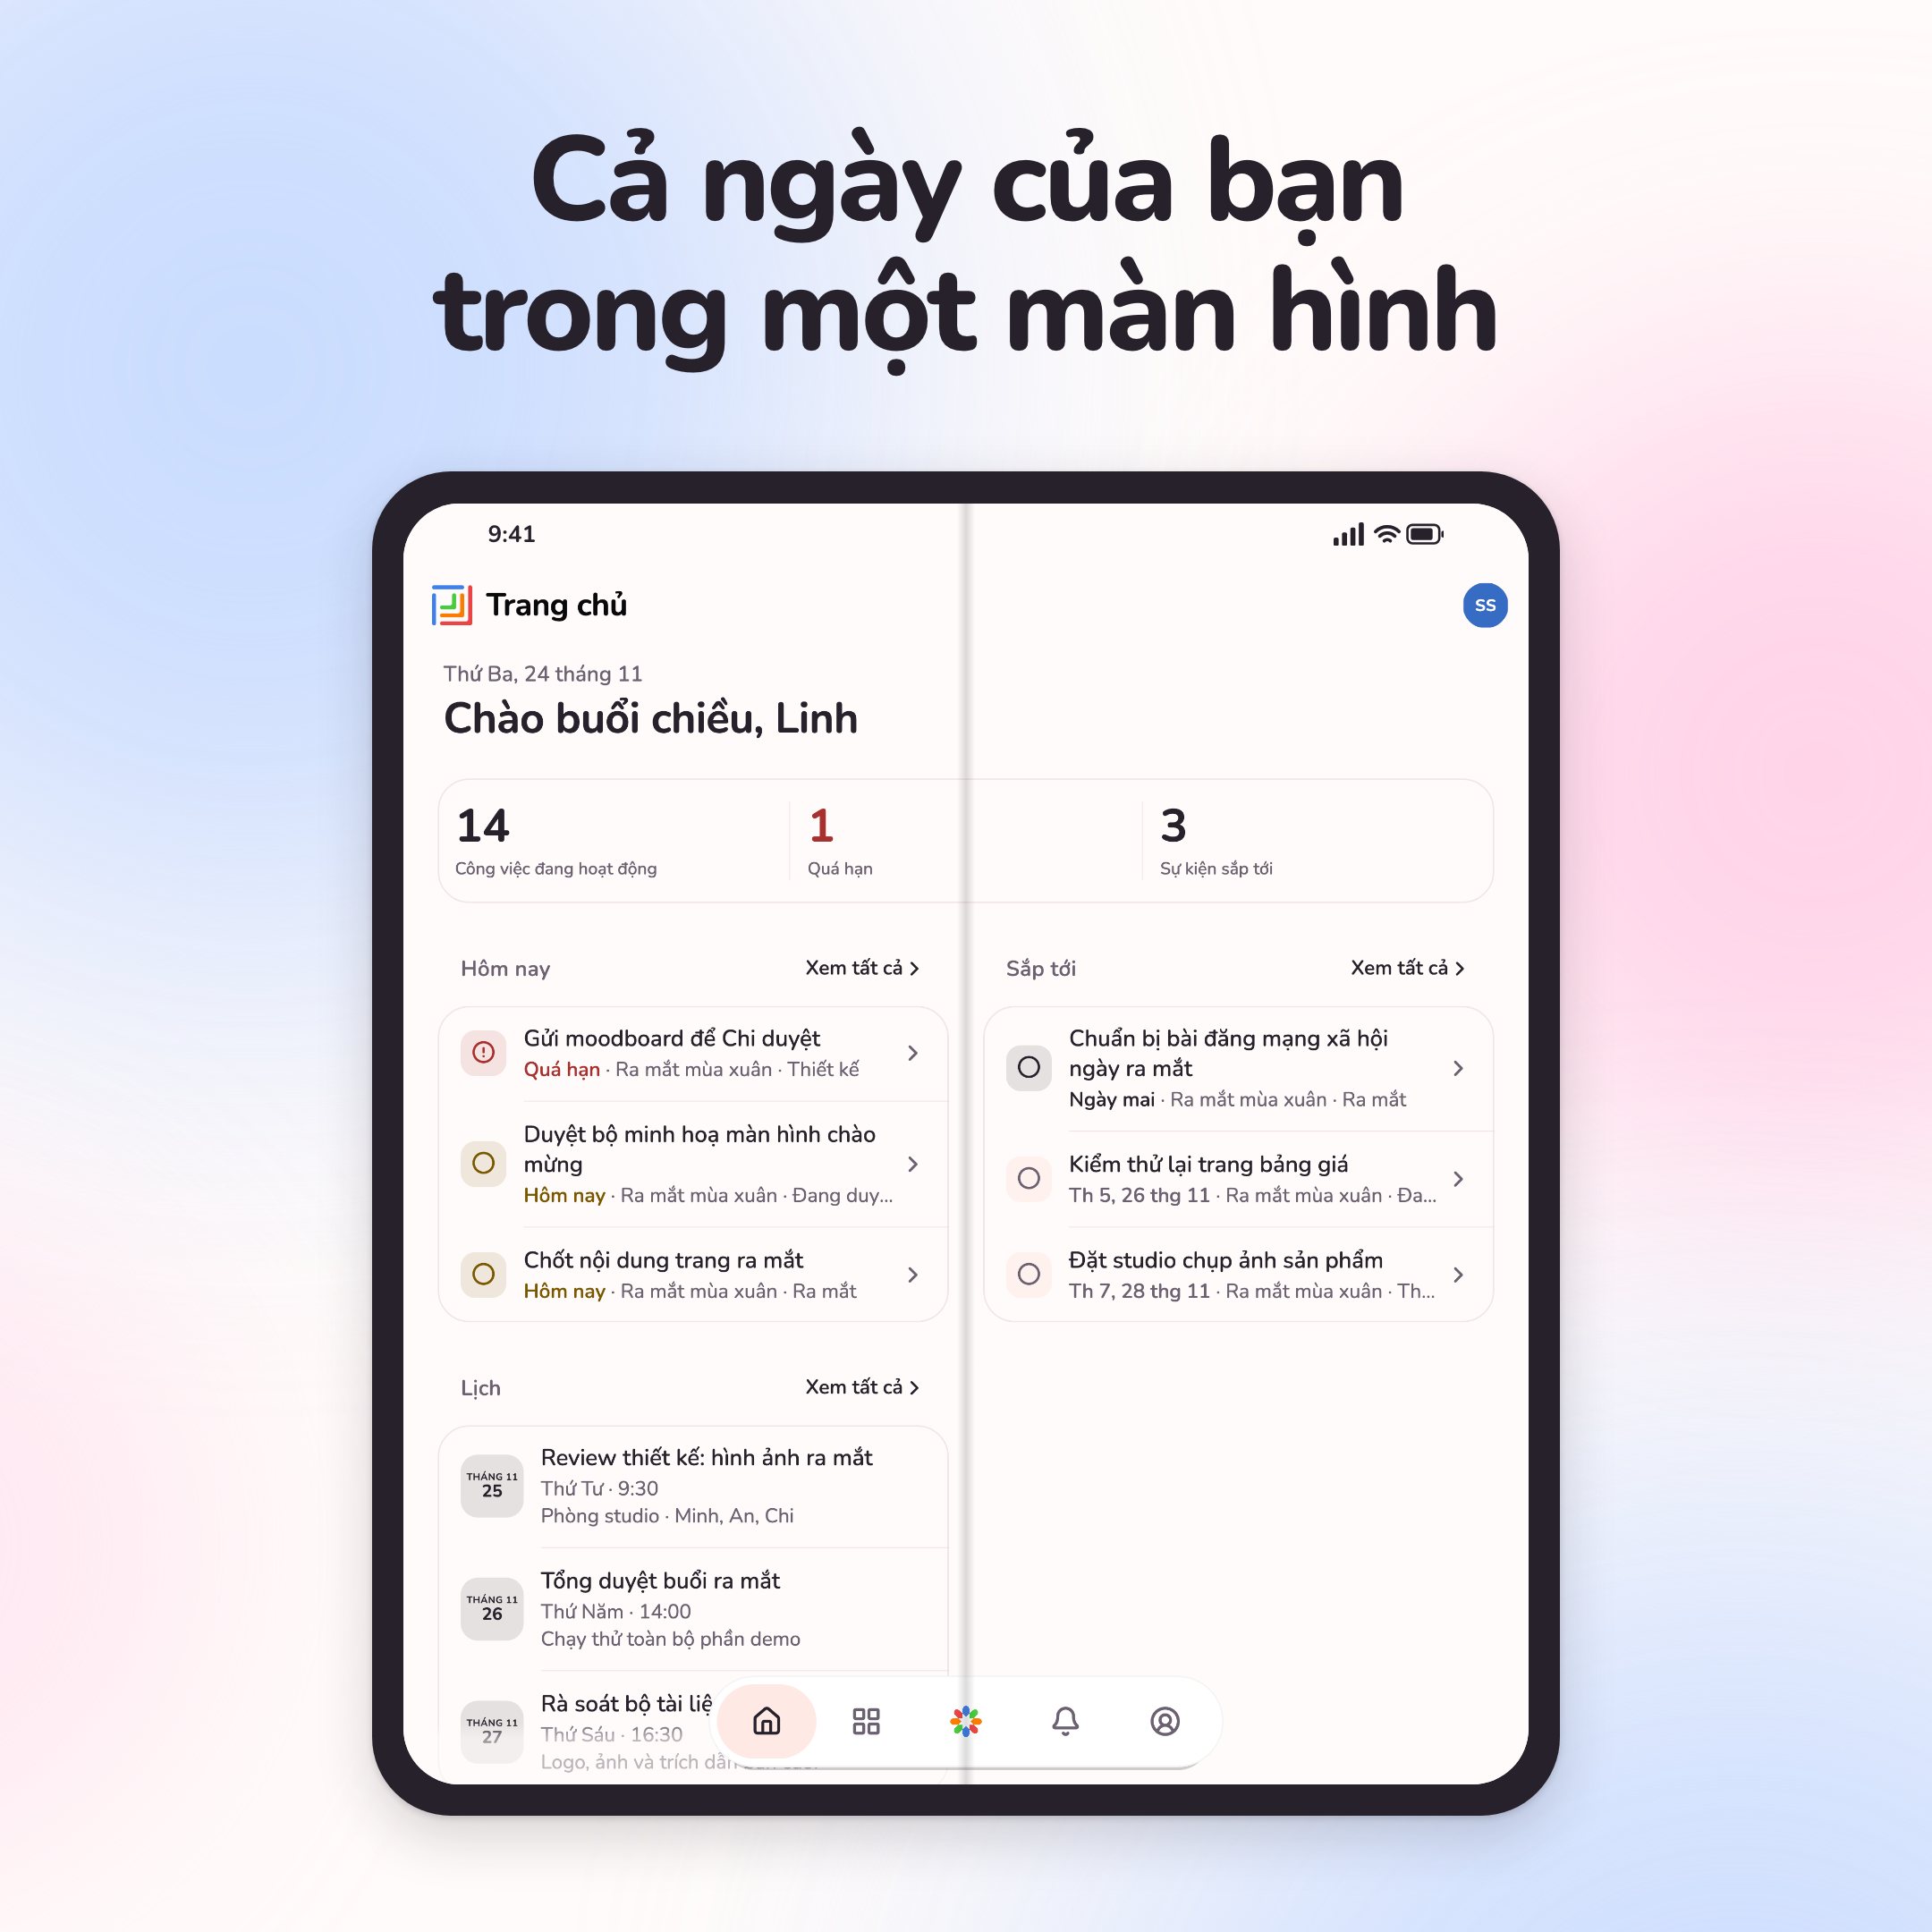 Cả ngày của bạn
trong một màn hình
9:41
Trang chủ
SS
Thứ Ba, 24 tháng 11
Chào buổi chiều, Linh
14
Công việc đang hoạt động
1
Quá hạn
3
Sự kiện sắp tới
Hôm nay
Xem tất cả
Gửi moodboard để Chi duyệt
Quá hạn · Ra mắt mùa xuân · Thiết kế
Duyệt bộ minh hoạ màn hình chào
mừng
Hôm nay · Ra mắt mùa xuân · Đang duy...
Chốt nội dung trang ra mắt
Hôm nay · Ra mắt mùa xuân · Ra mắt
Sắp tới
Xem tất cả
Chuẩn bị bài đăng mạng xã hội
ngày ra mắt
Ngày mai · Ra mắt mùa xuân · Ra mắt
Kiểm thử lại trang bảng giá
Th 5, 26 thg 11 · Ra mắt mùa xuân · Đa...
Đặt studio chụp ảnh sản phẩm
Th 7, 28 thg 11 · Ra mắt mùa xuân · Th...
Lịch
Xem tất cả
THÁNG 11
25
Review thiết kế: hình ảnh ra mắt
Thứ Tư · 9:30
Phòng studio · Minh, An, Chi
THÁNG 11
26
Tổng duyệt buổi ra mắt
Thứ Năm · 14:00
Chạy thử toàn bộ phần demo
THÁNG 11
27
Rà soát bộ tài liệ
Thứ Sáu · 16:30
Logo, ảnh và trích dẫn